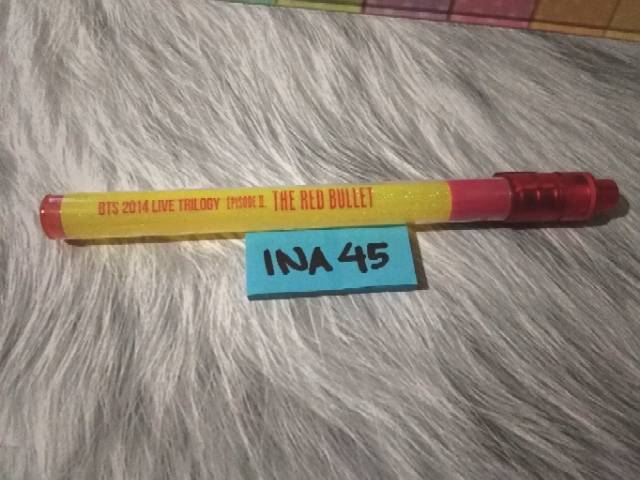 BTS 2014 LIVE TRILOGY EPISODE II. THE RED BULLET
INA 45